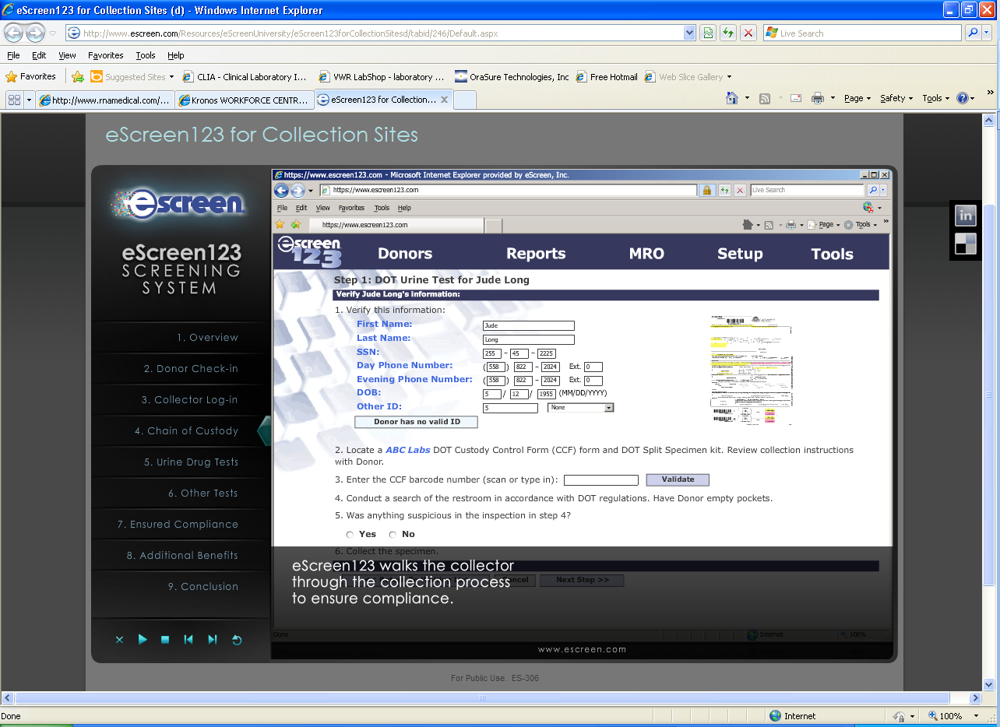 eScreen123 for Collection Sites (d) - Windows Internet Explorer
http://www.escreen.com/Resources/eScreenUniversity/eScreen123forCollectionSitesd/tabid/246/Default.aspx
Live Search
File Edit View Favorites Tools Help
Favorites Suggested Sites CLIA - Clinical Laboratory I... VWR LabShop - laboratory ... OraSure Technologies, Inc Free Hotmail Web Slice Gallery
http://www.rnamedical.com/... Kronos WORKFORCE CENTR... eScreen123 for Collection... Page Safety Tools
eScreen123 for Collection Sites
escreen
eScreen123
SCREENING
SYSTEM
1. Overview
2. Donor Check-in
3. Collector Log-in
4. Chain of Custody
5. Urine Drug Tests
6. Other Tests
7. Ensured Compliance
8. Additional Benefits
9. Conclusion
https://www.escreen123.com - Microsoft Internet Explorer provided by eScreen, Inc.
https://www.escreen123.com
Live Search
File Edit View Favorites Tools Help
https://www.escreen123.com
Page Tools
escreen 123 Donors Reports MRO Setup Tools
Step 1: DOT Urine Test for Jude Long
Verify Jude Long's information:
1. Verify this information:
First Name: Jude
Last Name: Long
SSN: 255 - 45 - 2225
Day Phone Number: (558) 822 - 2024 Ext. 0
Evening Phone Number: (558) 822 - 2024 Ext. 0
DOB: 5 / 12 / 1955 (MM/DD/YYYY)
Other ID: 5 None
Donor has no valid ID
2. Locate a ABC Labs DOT Custody Control Form (CCF) form and DOT Split Specimen kit. Review collection instructions
with Donor.
3. Enter the CCF barcode number (scan or type in): Validate
4. Conduct a search of the restroom in accordance with DOT regulations. Have Donor empty pockets.
5. Was anything suspicious in the inspection in step 4?
Yes No
6. Collect the specimen.
Next Step >>
eScreen123 walks the collector
through the collection process
to ensure compliance.
Done Internet 100%
www.escreen.com
in
For Public Use. ES-306
Done Internet 100%